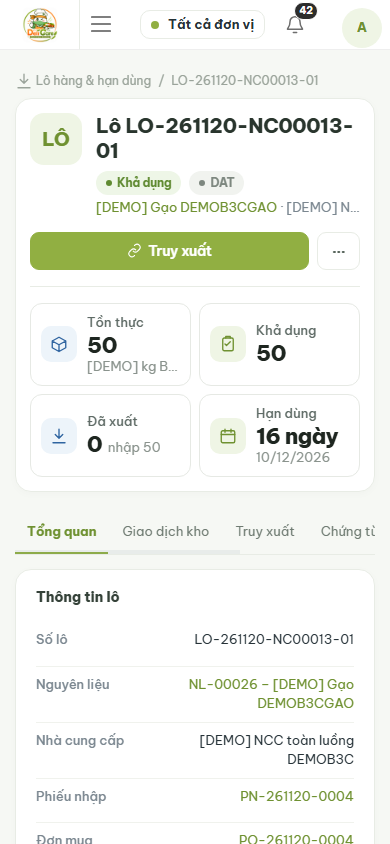 Tất cả đơn vị
42
A
Lô hàng & hạn dùng / LO-261120-NC00013-01
LÔ
Lô LO-261120-NC00013-
01
Khả dụng
DAT
[DEMO] Gạo DEMOB3CGAO · [DEMO] N...
Truy xuất
...
Tồn thực
50
[DEMO] kg B...
Khả dụng
50
Đã xuất
0 nhập 50
Hạn dùng
16 ngày
10/12/2026
Tổng quan
Giao dịch kho
Truy xuất
Chứng từ
Thông tin lô
Số lô
LO-261120-NC00013-01
Nguyên liệu
NL-00026 – [DEMO] Gạo
DEMOB3CGAO
Nhà cung cấp
[DEMO] NCC toàn luồng
DEMOB3C
Phiếu nhập
PN-261120-0004
Đơn mua
PO-261120-0004